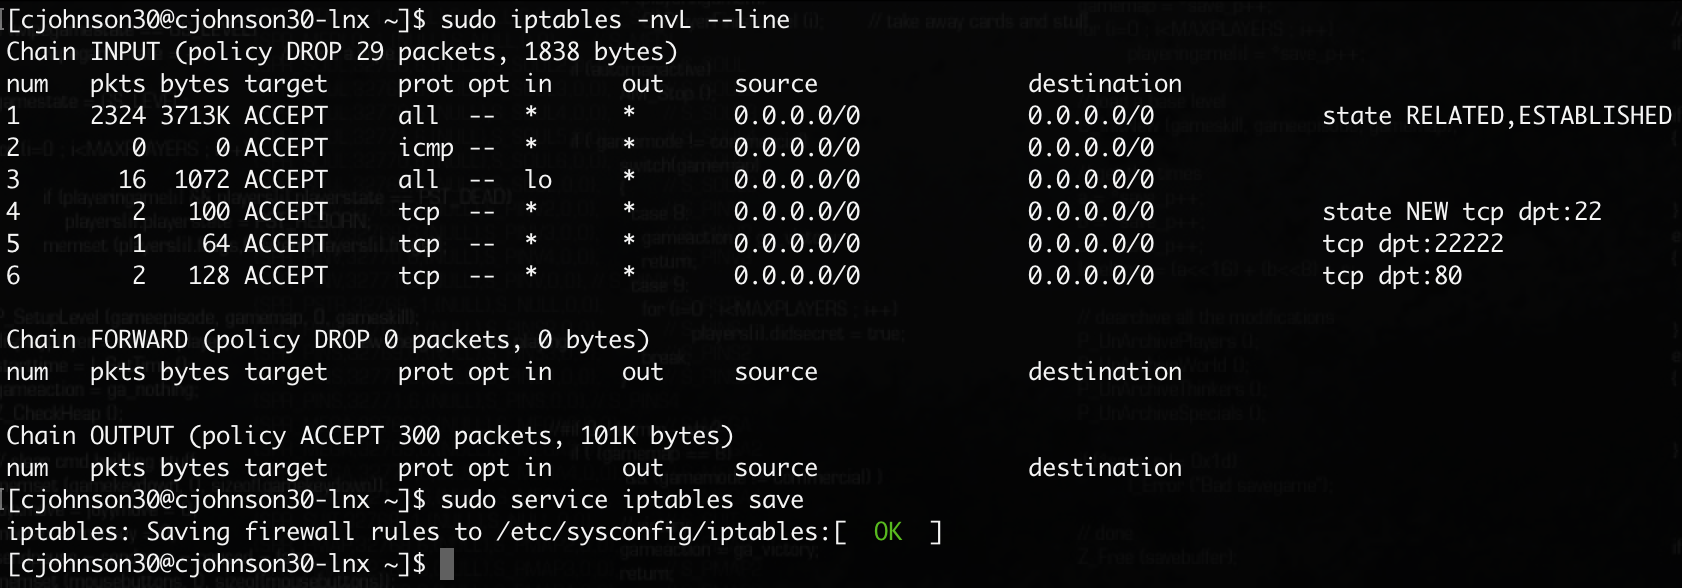 [[cjohnson30@cjohnson30-lnx ~]$ sudo iptables -nvL --line
Chain INPUT (policy DROP 29 packets, 1838 bytes)
num   pkts bytes target     prot opt in     out     source               destination
1     2324 3713K ACCEPT     all  --  *      *       0.0.0.0/0            0.0.0.0/0            state RELATED,ESTABLISHED
2        0     0 ACCEPT     icmp --  *      *       0.0.0.0/0            0.0.0.0/0
3       16  1072 ACCEPT     all  --  lo     *       0.0.0.0/0            0.0.0.0/0
4        2   100 ACCEPT     tcp  --  *      *       0.0.0.0/0            0.0.0.0/0            state NEW tcp dpt:22
5        1    64 ACCEPT     tcp  --  *      *       0.0.0.0/0            0.0.0.0/0            tcp dpt:22222
6        2   128 ACCEPT     tcp  --  *      *       0.0.0.0/0            0.0.0.0/0            tcp dpt:80
Chain FORWARD (policy DROP 0 packets, 0 bytes)
num   pkts bytes target     prot opt in     out     source               destination
Chain OUTPUT (policy ACCEPT 300 packets, 101K bytes)
num   pkts bytes target     prot opt in     out     source               destination
[[cjohnson30@cjohnson30-lnx ~]$ sudo service iptables save
iptables: Saving firewall rules to /etc/sysconfig/iptables:[  OK  ]
[cjohnson30@cjohnson30-lnx ~]$